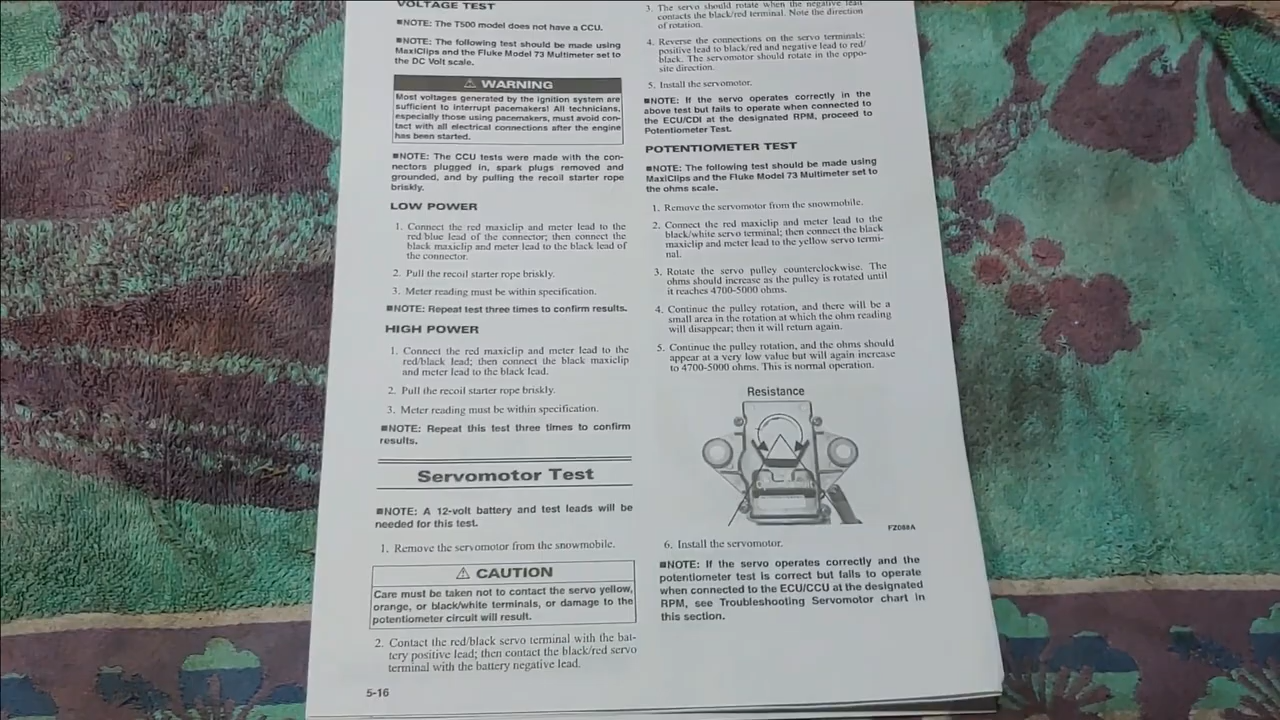 VOLTAGE TEST
■NOTE: The T500 model does not have a CCU.
■NOTE: The following test should be made using
MaxiClips and the Fluke Model 73 Multimeter set to
the DC Volt scale.
⚠ WARNING
Most voltages generated by the ignition system are
sufficient to interrupt pacemakers! All technicians,
especially those using pacemakers, must avoid con-
tact with all electrical connections after the engine
has been started.
■NOTE: The CCU tests were made with the con-
nectors plugged in, spark plugs removed and
grounded, and by pulling the recoil starter rope
briskly.
LOW POWER
1. Connect the red maxiclip and meter lead to the
red/blue lead of the connector; then connect the
black maxiclip and meter lead to the black lead of
the connector.
2. Pull the recoil starter rope briskly.
3. Meter reading must be within specification.
■NOTE: Repeat test three times to confirm results.
HIGH POWER
1. Connect the red maxiclip and meter lead to the
red/black lead; then connect the black maxiclip
and meter lead to the black lead.
2. Pull the recoil starter rope briskly.
3. Meter reading must be within specification.
■NOTE: Repeat this test three times to confirm
results.
Servomotor Test
■NOTE: A 12-volt battery and test leads will be
needed for this test.
1. Remove the servomotor from the snowmobile.
⚠ CAUTION
Care must be taken not to contact the servo yellow,
orange, or black/white terminals, or damage to the
potentiometer circuit will result.
2. Contact the red/black servo terminal with the bat-
tery positive lead; then contact the black/red servo
terminal with the battery negative lead.
5-16
3. The servo should rotate when the negative lead
contacts the black/red terminal. Note the direction
of rotation.
4. Reverse the connections on the servo terminals:
positive lead to black/red and negative lead to red/
black. The servomotor should rotate in the oppo-
site direction.
5. Install the servomotor.
■NOTE: If the servo operates correctly in the
above test but fails to operate when connected to
the ECU/CDI at the designated RPM, proceed to
Potentiometer Test.
POTENTIOMETER TEST
■NOTE: The following test should be made using
MaxiClips and the Fluke Model 73 Multimeter set to
the ohms scale.
1. Remove the servomotor from the snowmobile.
2. Connect the red maxiclip and meter lead to the
black/white servo terminal; then connect the black
maxiclip and meter lead to the yellow servo termi-
nal.
3. Rotate the servo pulley counterclockwise. The
ohms should increase as the pulley is rotated until
it reaches 4700-5000 ohms.
4. Continue the pulley rotation, and there will be a
small area in the rotation at which the ohm reading
will disappear; then it will return again.
5. Continue the pulley rotation, and the ohms should
appear at a very low value but will again increase
to 4700-5000 ohms. This is normal operation.
Resistance
FZ088A
6. Install the servomotor.
■NOTE: If the servo operates correctly and the
potentiometer test is correct but fails to operate
when connected to the ECU/CCU at the designated
RPM, see Troubleshooting Servomotor chart in
this section.